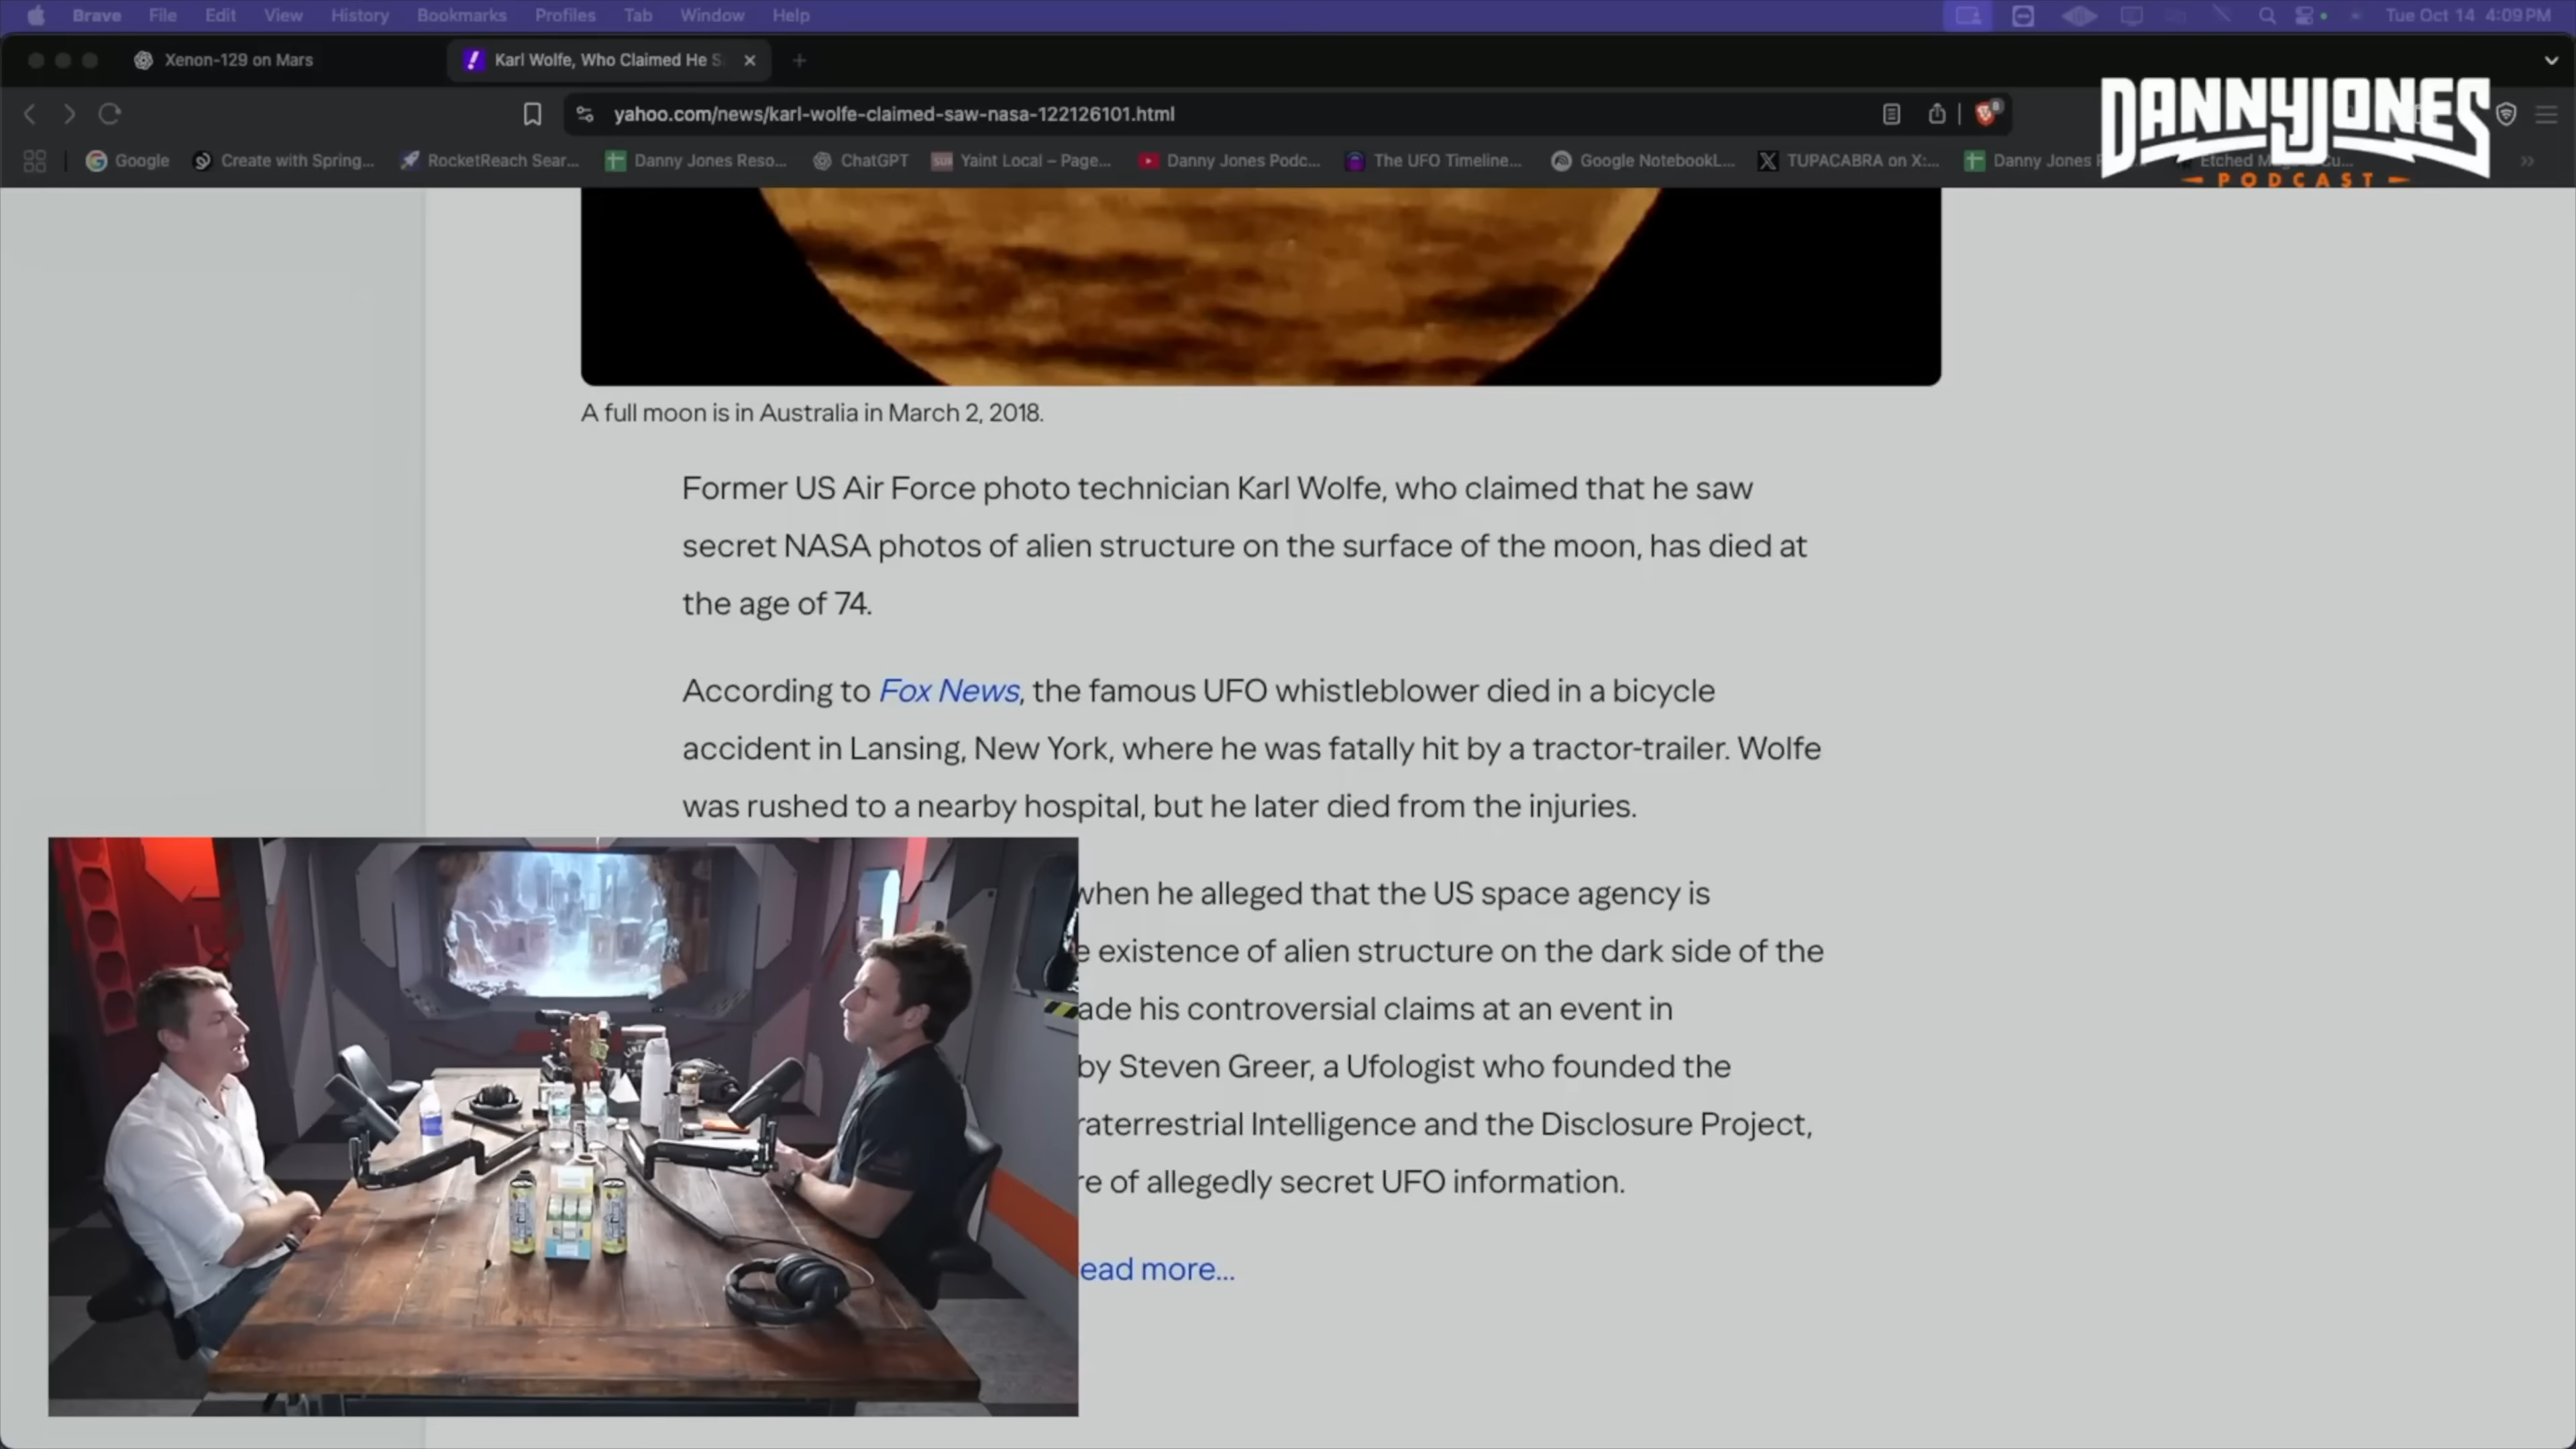 Brave File Edit View History Bookmarks Profiles Tab Window Help Tue Oct 14 4:09 PM
Xenon-129 on Mars
Karl Wolfe, Who Claimed He S
yahoo.com/news/karl-wolfe-claimed-saw-nasa-122126101.html
Google Create with Spring... RocketReach Sear... Danny Jones Reso... ChatGPT Yaint Local – Page... Danny Jones Podc... The UFO Timeline... Google NotebookL... TUPACABRA on X:... Danny Jones
DANNY JONES
PODCAST
A full moon is in Australia in March 2, 2018.
Former US Air Force photo technician Karl Wolfe, who claimed that he saw
secret NASA photos of alien structure on the surface of the moon, has died at
the age of 74.
According to Fox News, the famous UFO whistleblower died in a bicycle
accident in Lansing, New York, where he was fatally hit by a tractor-trailer. Wolfe
was rushed to a nearby hospital, but he later died from the injuries.
when he alleged that the US space agency is
e existence of alien structure on the dark side of the
ade his controversial claims at an event in
by Steven Greer, a Ufologist who founded the
raterrestrial Intelligence and the Disclosure Project,
re of allegedly secret UFO information.
ead more...